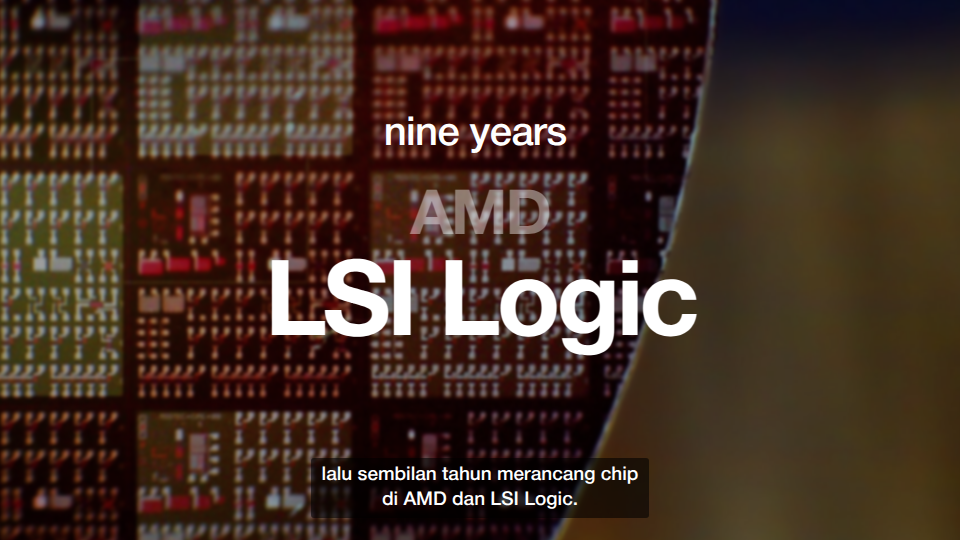 nine years
AMD
LSI Logic
lalu sembilan tahun merancang chip
di AMD dan LSI Logic.